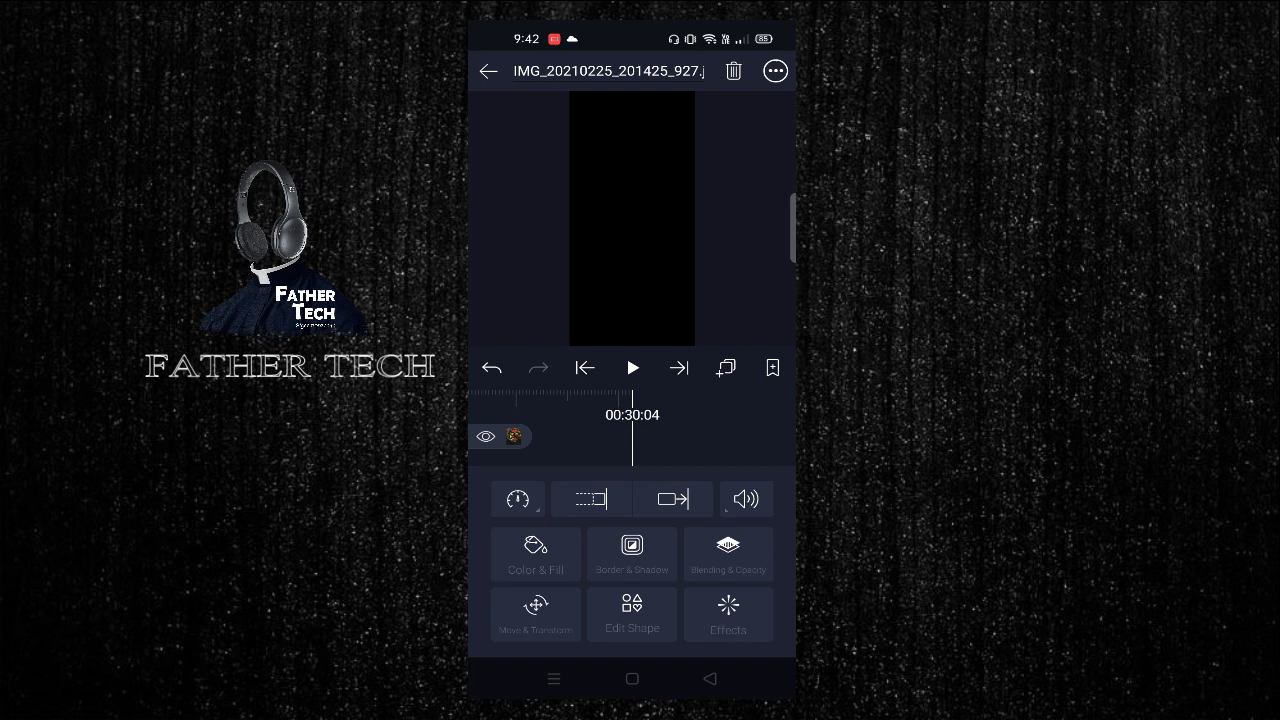 9:42
85
IMG_20210225_201425_927.j
00:30:04
Color & Fill
Border & Shadow
Blending & Opacity
Move & Transform
Edit Shape
Effects
FATHER
TECH
FATHER TECH